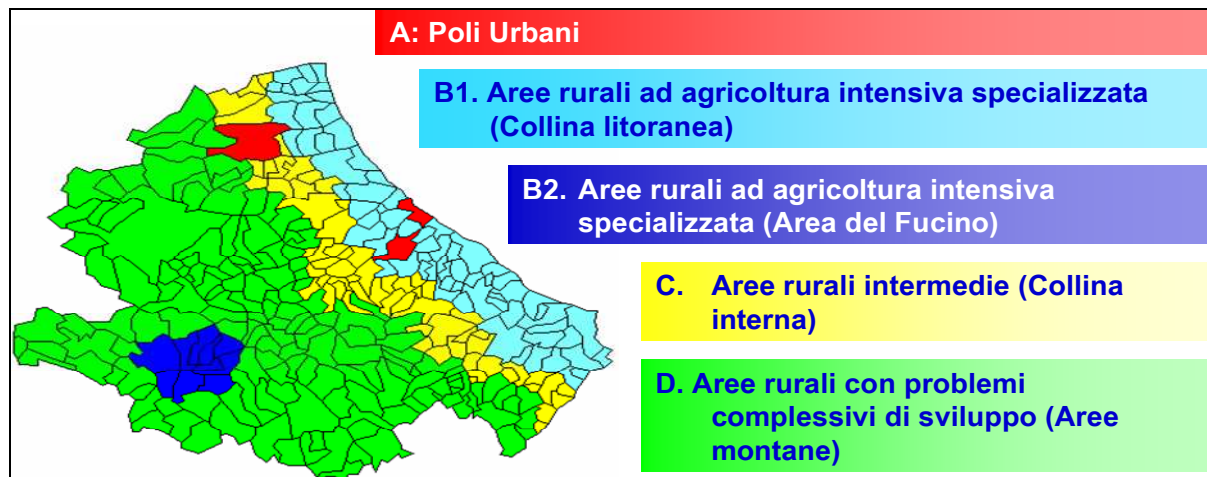 A: Poli Urbani
B1. Aree rurali ad agricoltura intensiva specializzata
(Collina litoranea)
B2. Aree rurali ad agricoltura intensiva
specializzata (Area del Fucino)
C. Aree rurali intermedie (Collina
interna)
D. Aree rurali con problemi
complessivi di sviluppo (Aree
montane)